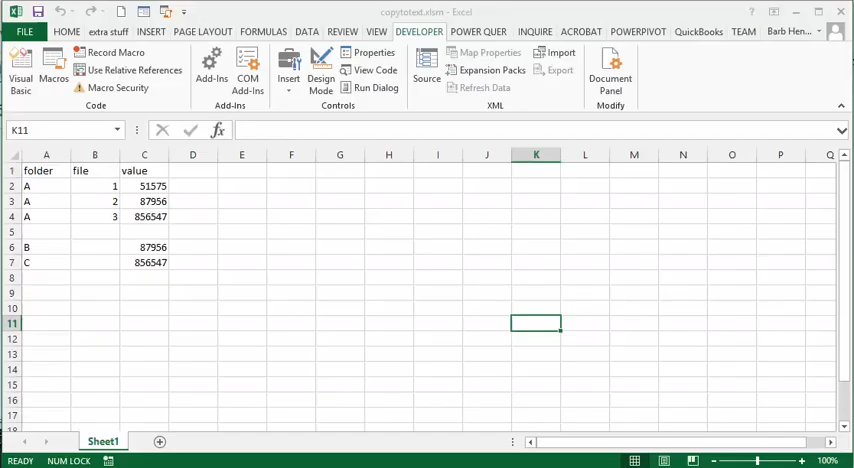 copytotext.xlsm - Excel
FILE HOME extra stuff INSERT PAGE LAYOUT FORMULAS DATA REVIEW VIEW DEVELOPER POWER QUER INQUIRE ACROBAT POWERPIVOT QuickBooks TEAM Barb Hen...
Visual Basic
Macros
Record Macro
Use Relative References
Macro Security
Code
Add-Ins
COM Add-Ins
Add-Ins
Insert
Design Mode
Properties
View Code
Run Dialog
Controls
Source
Map Properties
Expansion Packs
Refresh Data
Import
Export
XML
Document Panel
Modify
K11 fx
A B C D E F G H I J K L M N O P Q
1 folder file value
2 A 1 51575
3 A 2 87956
4 A 3 856547
5
6 B 87956
7 C 856547
8
9
10
11
12
13
14
15
16
17
18
Sheet1
READY NUM LOCK 100%